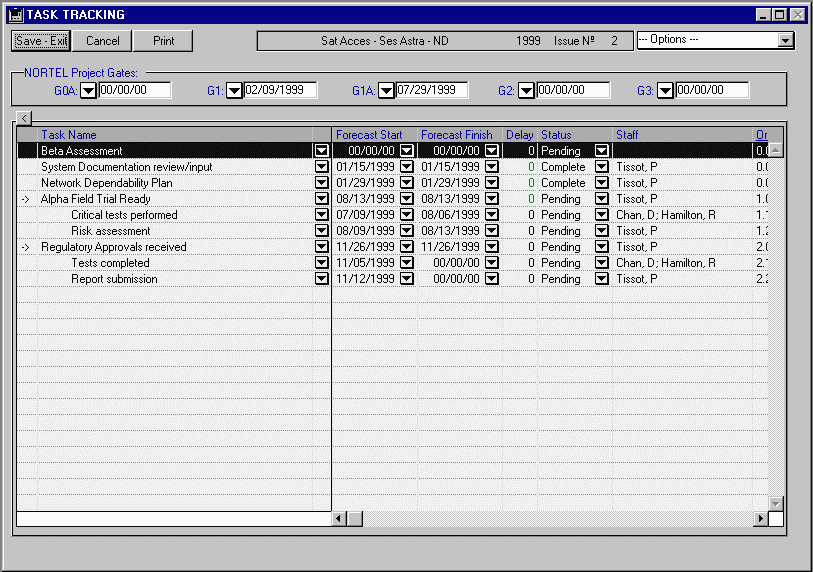 TASK TRACKING
Save - Exit Cancel Print Sat Acces - Ses Astra - ND 1999 Issue Nº 2 --- Options ---
NORTEL Project Gates:
G0A: 00/00/00 G1: 02/09/1999 G1A: 07/29/1999 G2: 00/00/00 G3: 00/00/00
<
Task Name Forecast Start Forecast Finish Delay Status Staff Or
Beta Assessment 00/00/00 00/00/00 0 Pending 0.0
System Documentation review/input 01/15/1999 01/15/1999 0 Complete Tissot, P 0.0
Network Dependability Plan 01/29/1999 01/29/1999 0 Complete Tissot, P 0.0
-> Alpha Field Trial Ready 08/13/1999 08/13/1999 0 Pending Tissot, P 1.0
Critical tests performed 07/09/1999 08/06/1999 0 Pending Chan, D; Hamilton, R 1.1
Risk assessment 08/09/1999 08/13/1999 0 Pending Tissot, P 1.2
-> Regulatory Approvals received 11/26/1999 11/26/1999 0 Pending Tissot, P 2.0
Tests completed 11/05/1999 00/00/00 0 Pending Chan, D; Hamilton, R 2.1
Report submission 11/12/1999 00/00/00 0 Pending Tissot, P 2.2